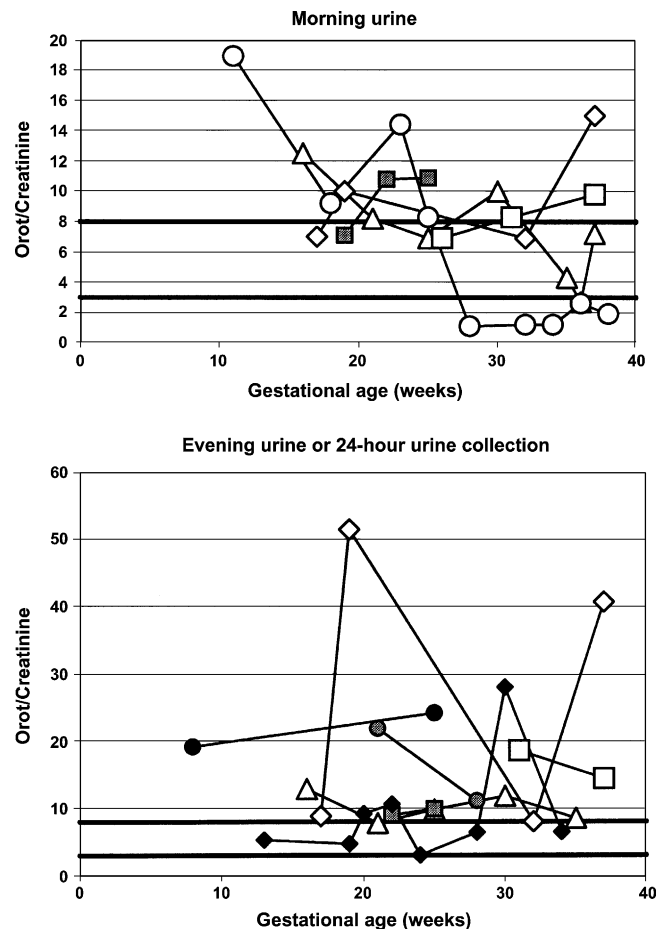 Morning urine
20
18
16
14
12
10
8
6
4
2
0
0 10 20 30 40
Orot/Creatinine
Gestational age (weeks)
Evening urine or 24-hour urine collection
60
50
40
30
20
10
0
0 10 20 30 40
Orot/Creatinine
Gestational age (weeks)